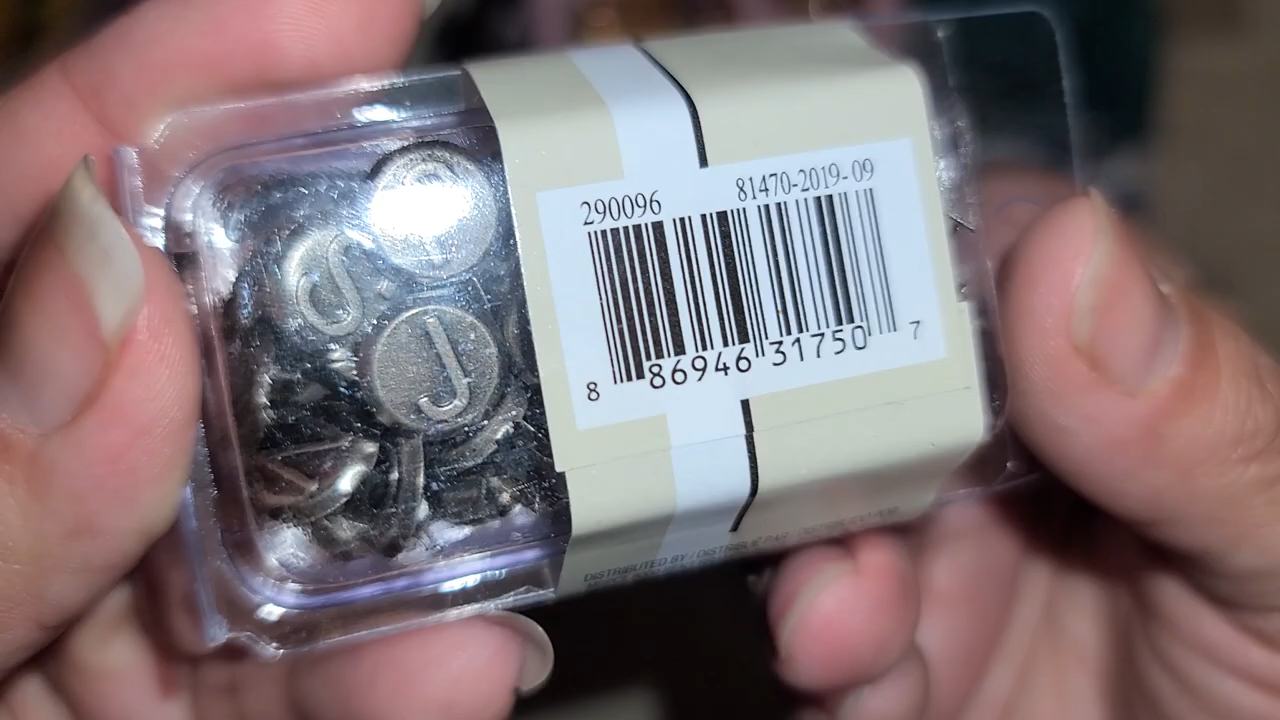 290096 81470-2019-09
8 86946 31750 7
DISTRIBUTED BY / DISTRIBUÉ PAR
S
J